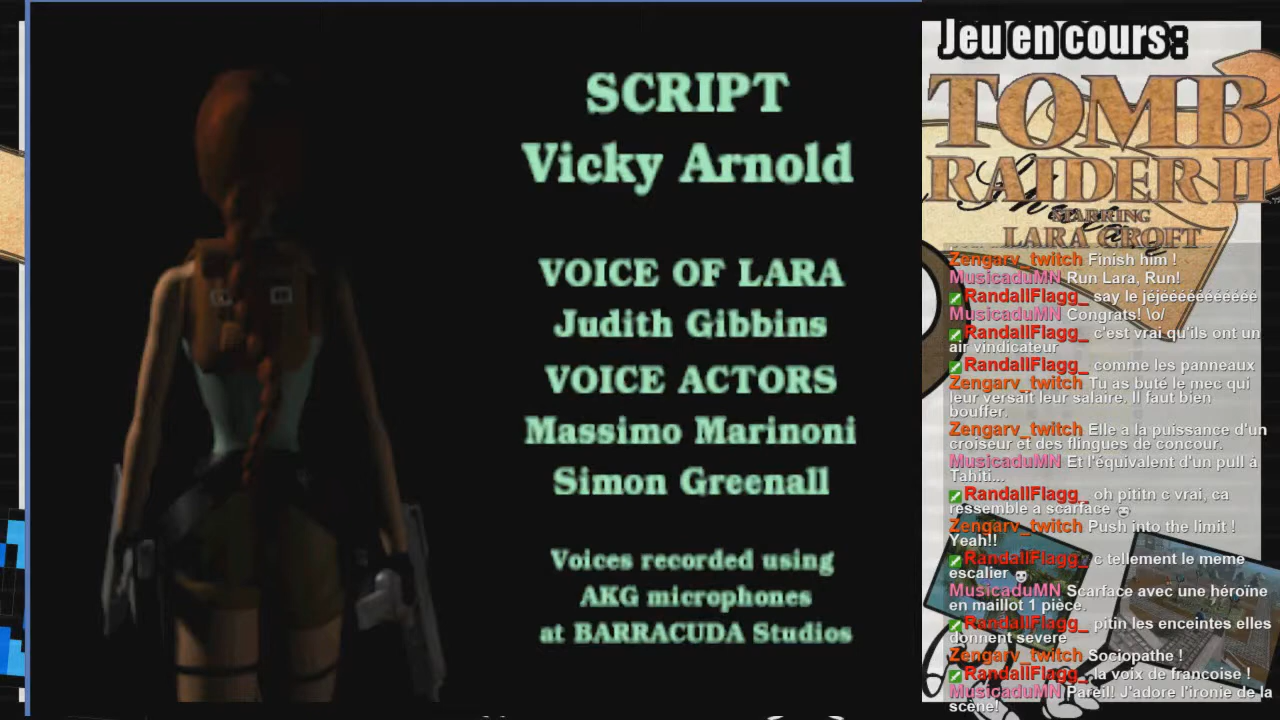 SCRIPT
Vicky Arnold
VOICE OF LARA
Judith Gibbins
VOICE ACTORS
Massimo Marinoni
Simon Greenall
Voices recorded using
AKG microphones
at BARRACUDA Studios
Jeu en cours:
TOMB
RAIDER II
STARRING
LARA CROFT
Zengarv_twitch Finish him !
MusicaduMN Run Lara, Run!
RandallFlagg_ say le jéjéééééééééééé
MusicaduMN Congrats! \o/
RandallFlagg_ c'est vrai qu'ils ont un
air vindicateur
RandallFlagg_ comme les panneaux
Zengarv_twitch Tu as buté le mec qui
leur versait leur salaire. Il faut bien
bouffer.
Zengarv_twitch Elle a la puissance d'un
croiseur et des flingues de concour.
MusicaduMN Et l'équivalent d'un pull à
Tahiti...
RandallFlagg_ oh pititn c vrai, ca
ressemble a scarface
Zengarv_twitch Push into the limit !
Yeah!!
RandallFlagg_ c tellement le meme
escalier
MusicaduMN Scarface avec une héroïne
en maillot 1 pièce.
RandallFlagg_ pitin les enceintes elles
donnent severe
Zengarv_twitch Sociopathe !
RandallFlagg_ la voix de francoise !
MusicaduMN Pareil! J'adore l'ironie de la
scène!